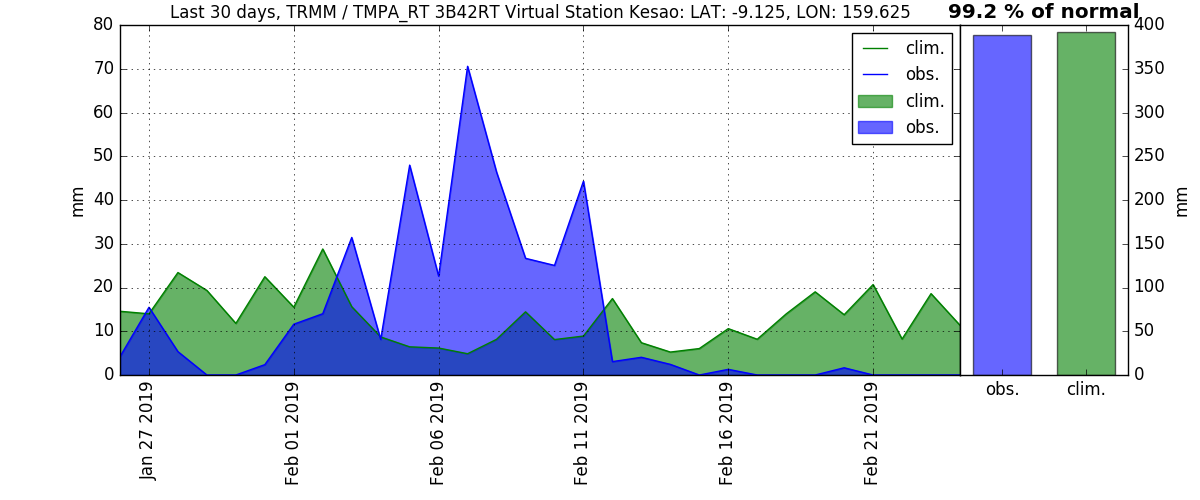 Last 30 days, TRMM / TMPA_RT 3B42RT Virtual Station Kesao: LAT: -9.125, LON: 159.625
99.2 % of normal
80
70
60
50
40
30
20
10
0
mm
clim.
obs.
clim.
obs.
400
350
300
250
200
150
100
50
0
mm
Jan 27 2019
Feb 01 2019
Feb 06 2019
Feb 11 2019
Feb 16 2019
Feb 21 2019
obs.
clim.